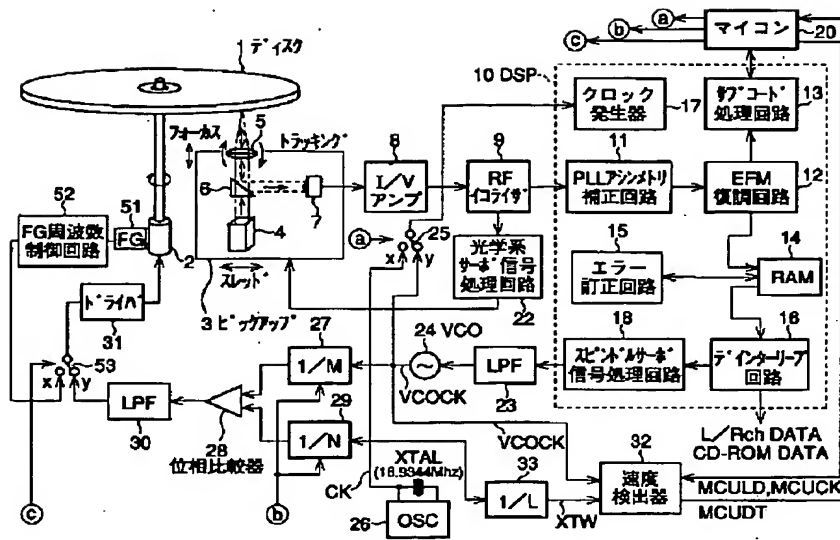 1 ディスク
フォーカス
5
トラッキング
6
7
4
スレッド
3 ピックアップ
52
FG周波数
制御回路
51
FG
2
ドライバ
31
x
y
53
LPF
30
28
位相比較器
27
1/M
29
1/N
24 VCO
VCOCK
LPF
23
8
I/V
アンプ
9
RF
イコライザ
光学系
サーボ信号
処理回路
22
a
25
x
y
a
b
c
マイコン
20
10 DSP
クロック
発生器
17
サブコード
処理回路
13
11
PLLアシンメトリ
補正回路
EFM
復調回路
12
15
エラー
訂正回路
14
RAM
18
スピンドルサーボ
信号処理回路
16
デインターリーブ
回路
L/Rch DATA
CD-ROM DATA
VCOCK
32
速度
検出器
MCULD,MCUCK
MCUDT
XTAL
(16.9344Mhz)
CK
26
OSC
33
1/L
XTW
c
b